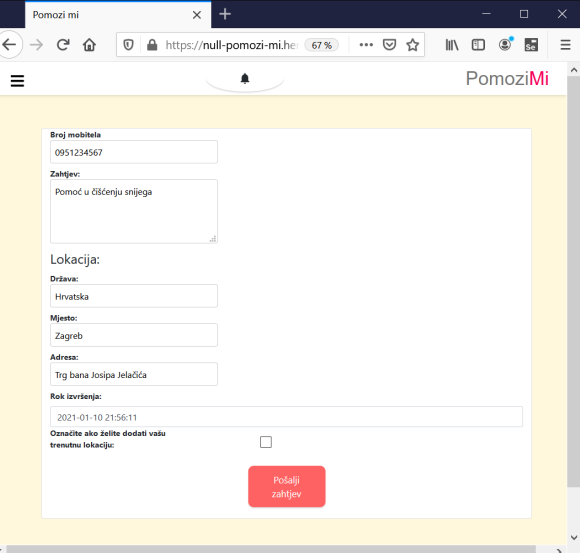 Pomozi mi
https://null-pomozi-mi.he
67 %
Se
PomoziMi
Broj mobitela
0951234567
Zahtjev:
Pomoć u čišćenju snijega
Lokacija:
Država:
Hrvatska
Mjesto:
Zagreb
Adresa:
Trg bana Josipa Jelačića
Rok izvršenja:
2021-01-10 21:56:11
Označite ako želite dodati vašu
trenutnu lokaciju:
Pošalji
zahtjev